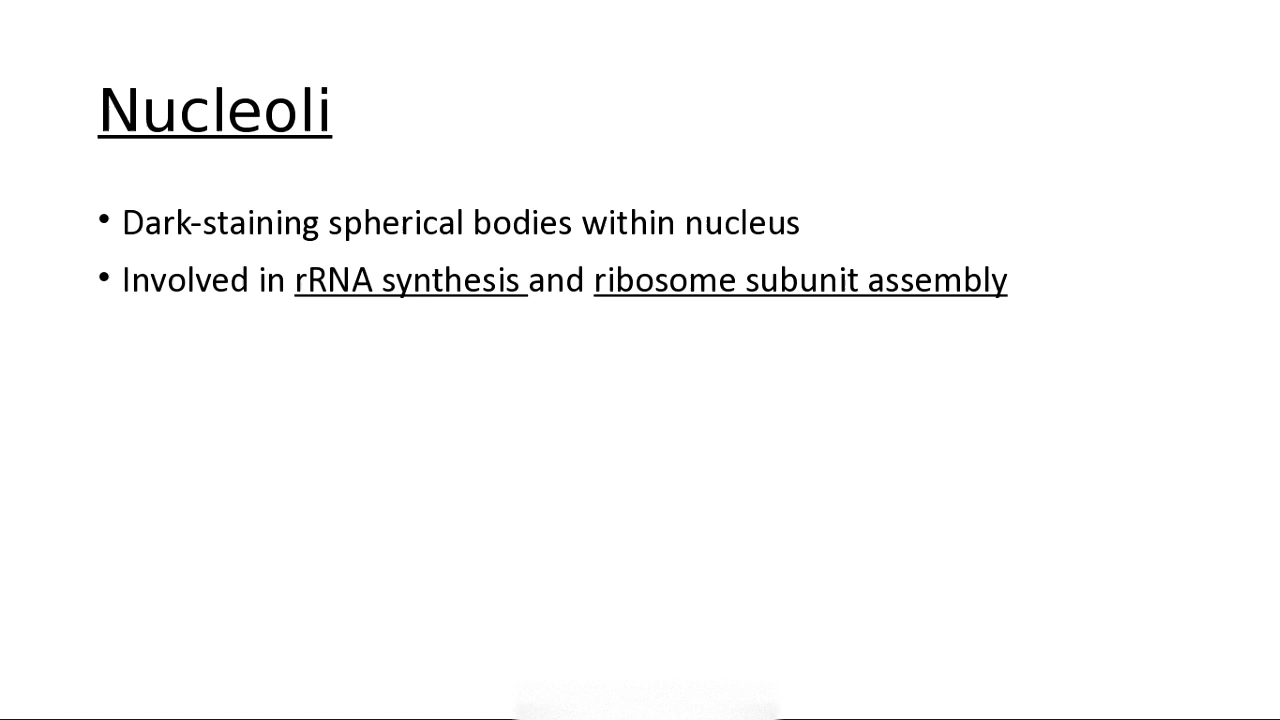 Nucleoli
• Dark-staining spherical bodies within nucleus
• Involved in rRNA synthesis and ribosome subunit assembly